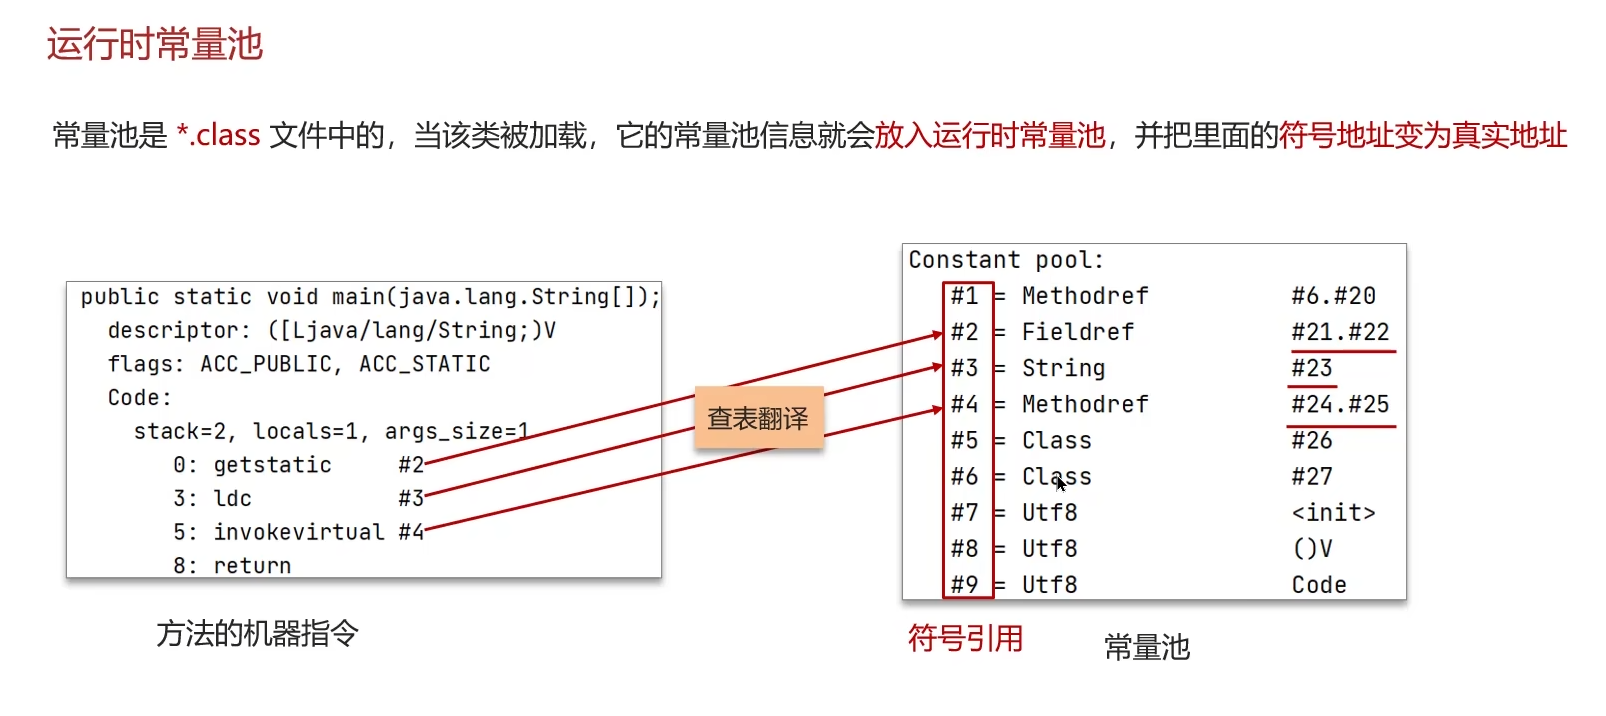 运行时常量池
常量池是 *.class 文件中的，当该类被加载，它的常量池信息就会放入运行时常量池，并把里面的符号地址变为真实地址
public static void main(java.lang.String[]);
descriptor: ([Ljava/lang/String;)V
flags: ACC_PUBLIC, ACC_STATIC
Code:
stack=2, locals=1, args_size=1
0: getstatic #2
3: ldc #3
5: invokevirtual #4
8: return
方法的机器指令
查表翻译
Constant pool:
#1 = Methodref #6.#20
#2 = Fieldref #21.#22
#3 = String #23
#4 = Methodref #24.#25
#5 = Class #26
#6 = Class #27
#7 = Utf8 <init>
#8 = Utf8 ()V
#9 = Utf8 Code
符号引用
常量池